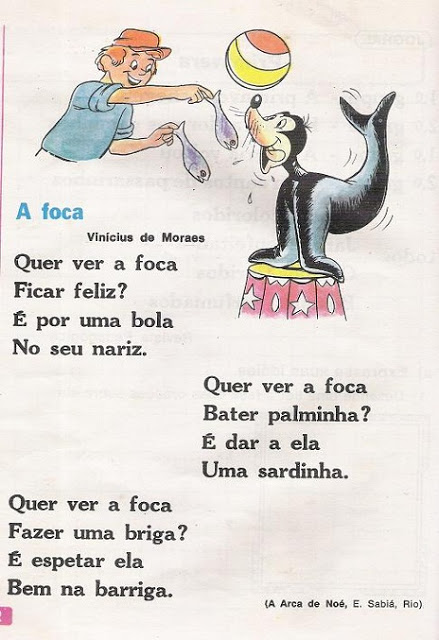 A foca
Vinícius de Moraes
Quer ver a foca
Ficar feliz?
É por uma bola
No seu nariz.
Quer ver a foca
Bater palminha?
É dar a ela
Uma sardinha.
Quer ver a foca
Fazer uma briga?
É espetar ela
Bem na barriga.
(A Arca de Noé, E. Sabiá, Rio)